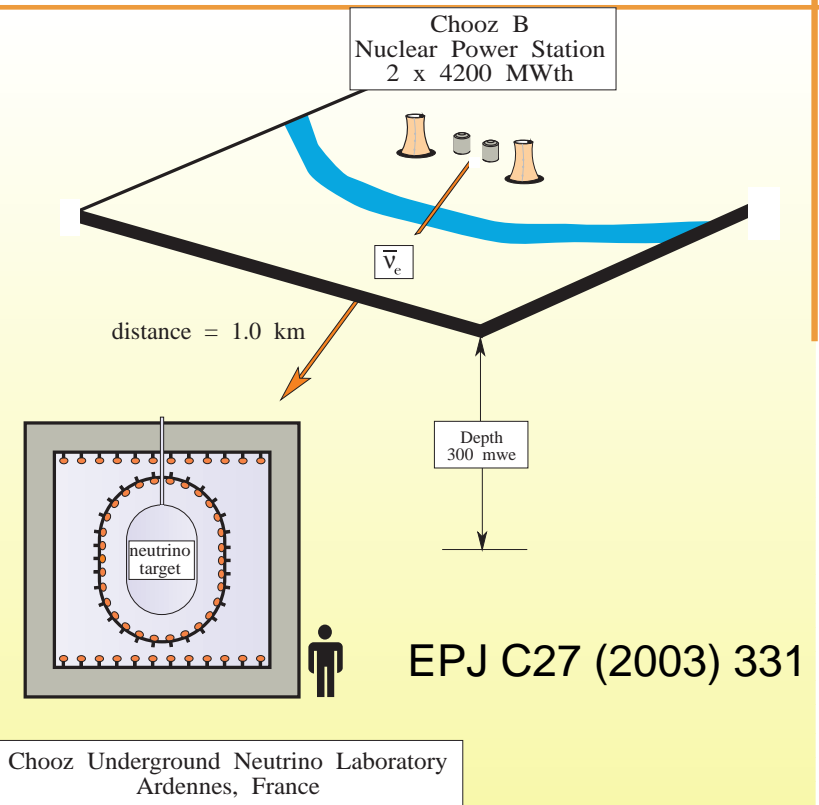 Chooz B
Nuclear Power Station
2 x 4200 MWth
ν̄e
distance = 1.0 km
Depth
300 mwe
neutrino
target
EPJ C27 (2003) 331
Chooz Underground Neutrino Laboratory
Ardennes, France